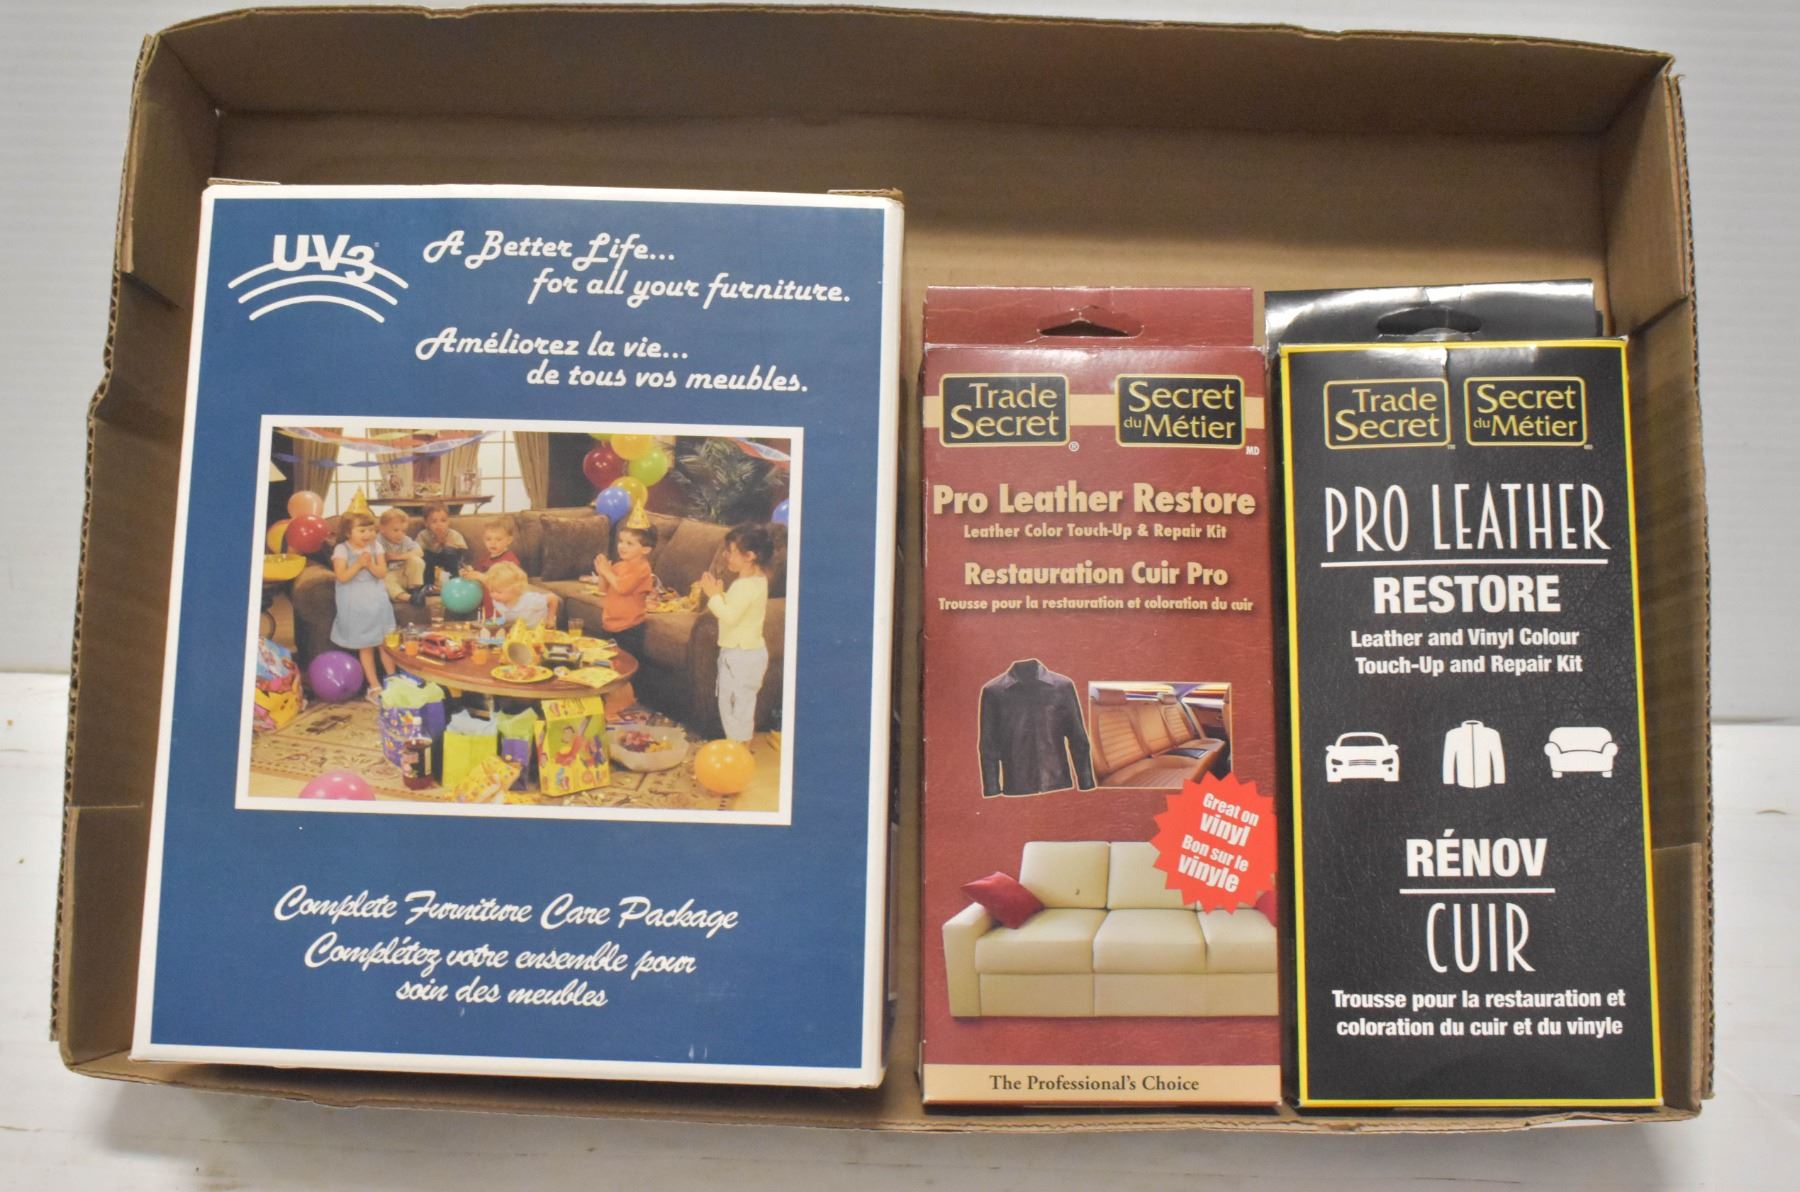 UV3
A Better Life...
for all your furniture.
Améliorez la vie...
de tous vos meubles.
Complete Furniture Care Package
Complétez votre ensemble pour
soin des meubles
Trade
Secret®
Secret
du Métier
MD
Pro Leather Restore
Leather Color Touch-Up & Repair Kit
Restauration Cuir Pro
Trousse pour la restauration et coloration du cuir
Great on
vinyl
Bon sur le
vinyle
The Professional's Choice
Trade
Secret
Secret
du Métier
PRO LEATHER
RESTORE
Leather and Vinyl Colour
Touch-Up and Repair Kit
RÉNOV
CUIR
Trousse pour la restauration et
coloration du cuir et du vinyle